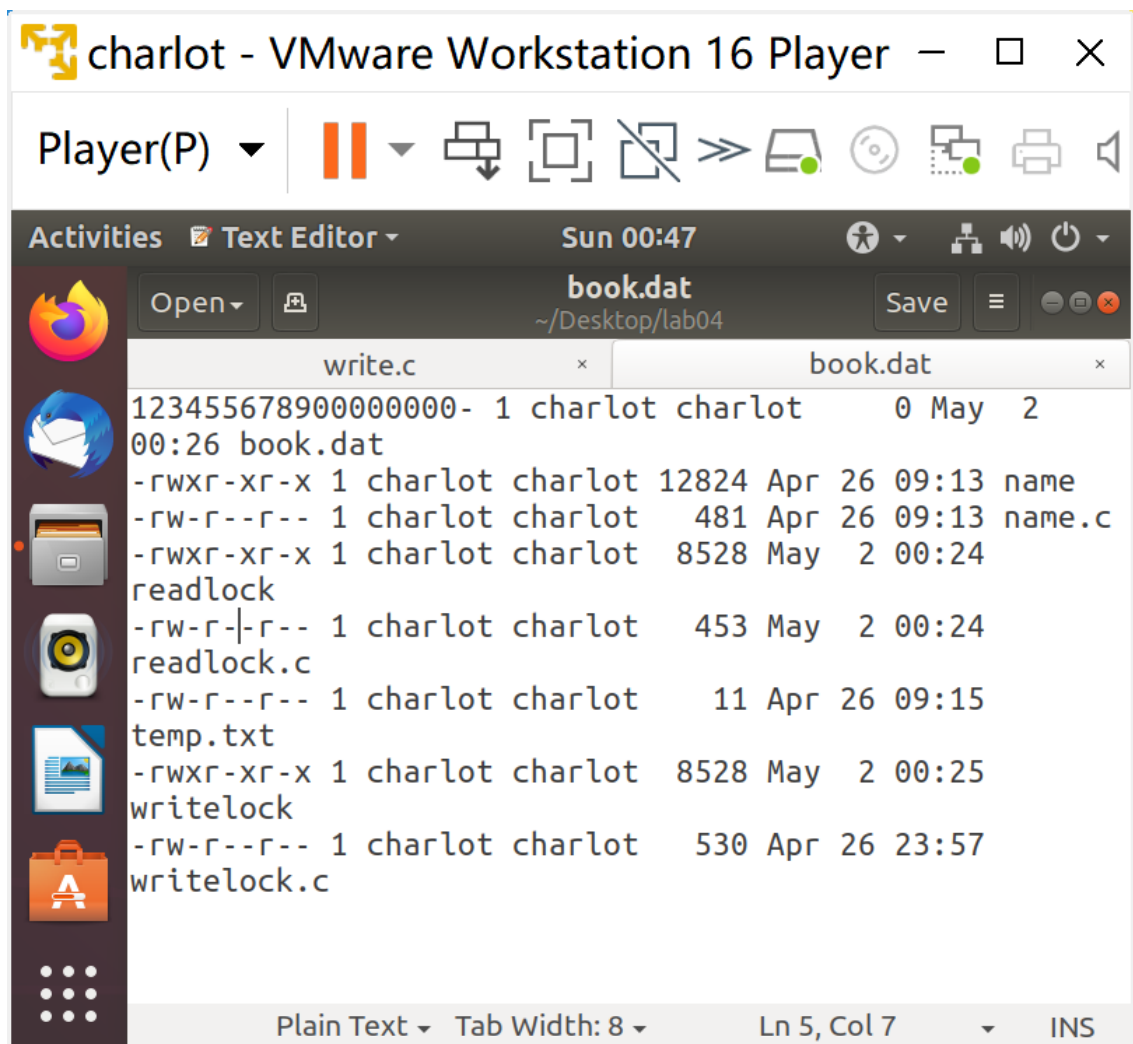 charlot - VMware Workstation 16 Player
Player(P)
Activities Text Editor Sun 00:47
Open book.dat Save
~/Desktop/lab04
write.c × book.dat ×
123455678900000000- 1 charlot charlot 0 May 2
00:26 book.dat
-rwxr-xr-x 1 charlot charlot 12824 Apr 26 09:13 name
-rw-r--r-- 1 charlot charlot 481 Apr 26 09:13 name.c
-rwxr-xr-x 1 charlot charlot 8528 May 2 00:24
readlock
-rw-r--r-- 1 charlot charlot 453 May 2 00:24
readlock.c
-rw-r--r-- 1 charlot charlot 11 Apr 26 09:15
temp.txt
-rwxr-xr-x 1 charlot charlot 8528 May 2 00:25
writelock
-rw-r--r-- 1 charlot charlot 530 Apr 26 23:57
writelock.c
Plain Text Tab Width: 8 Ln 5, Col 7 INS